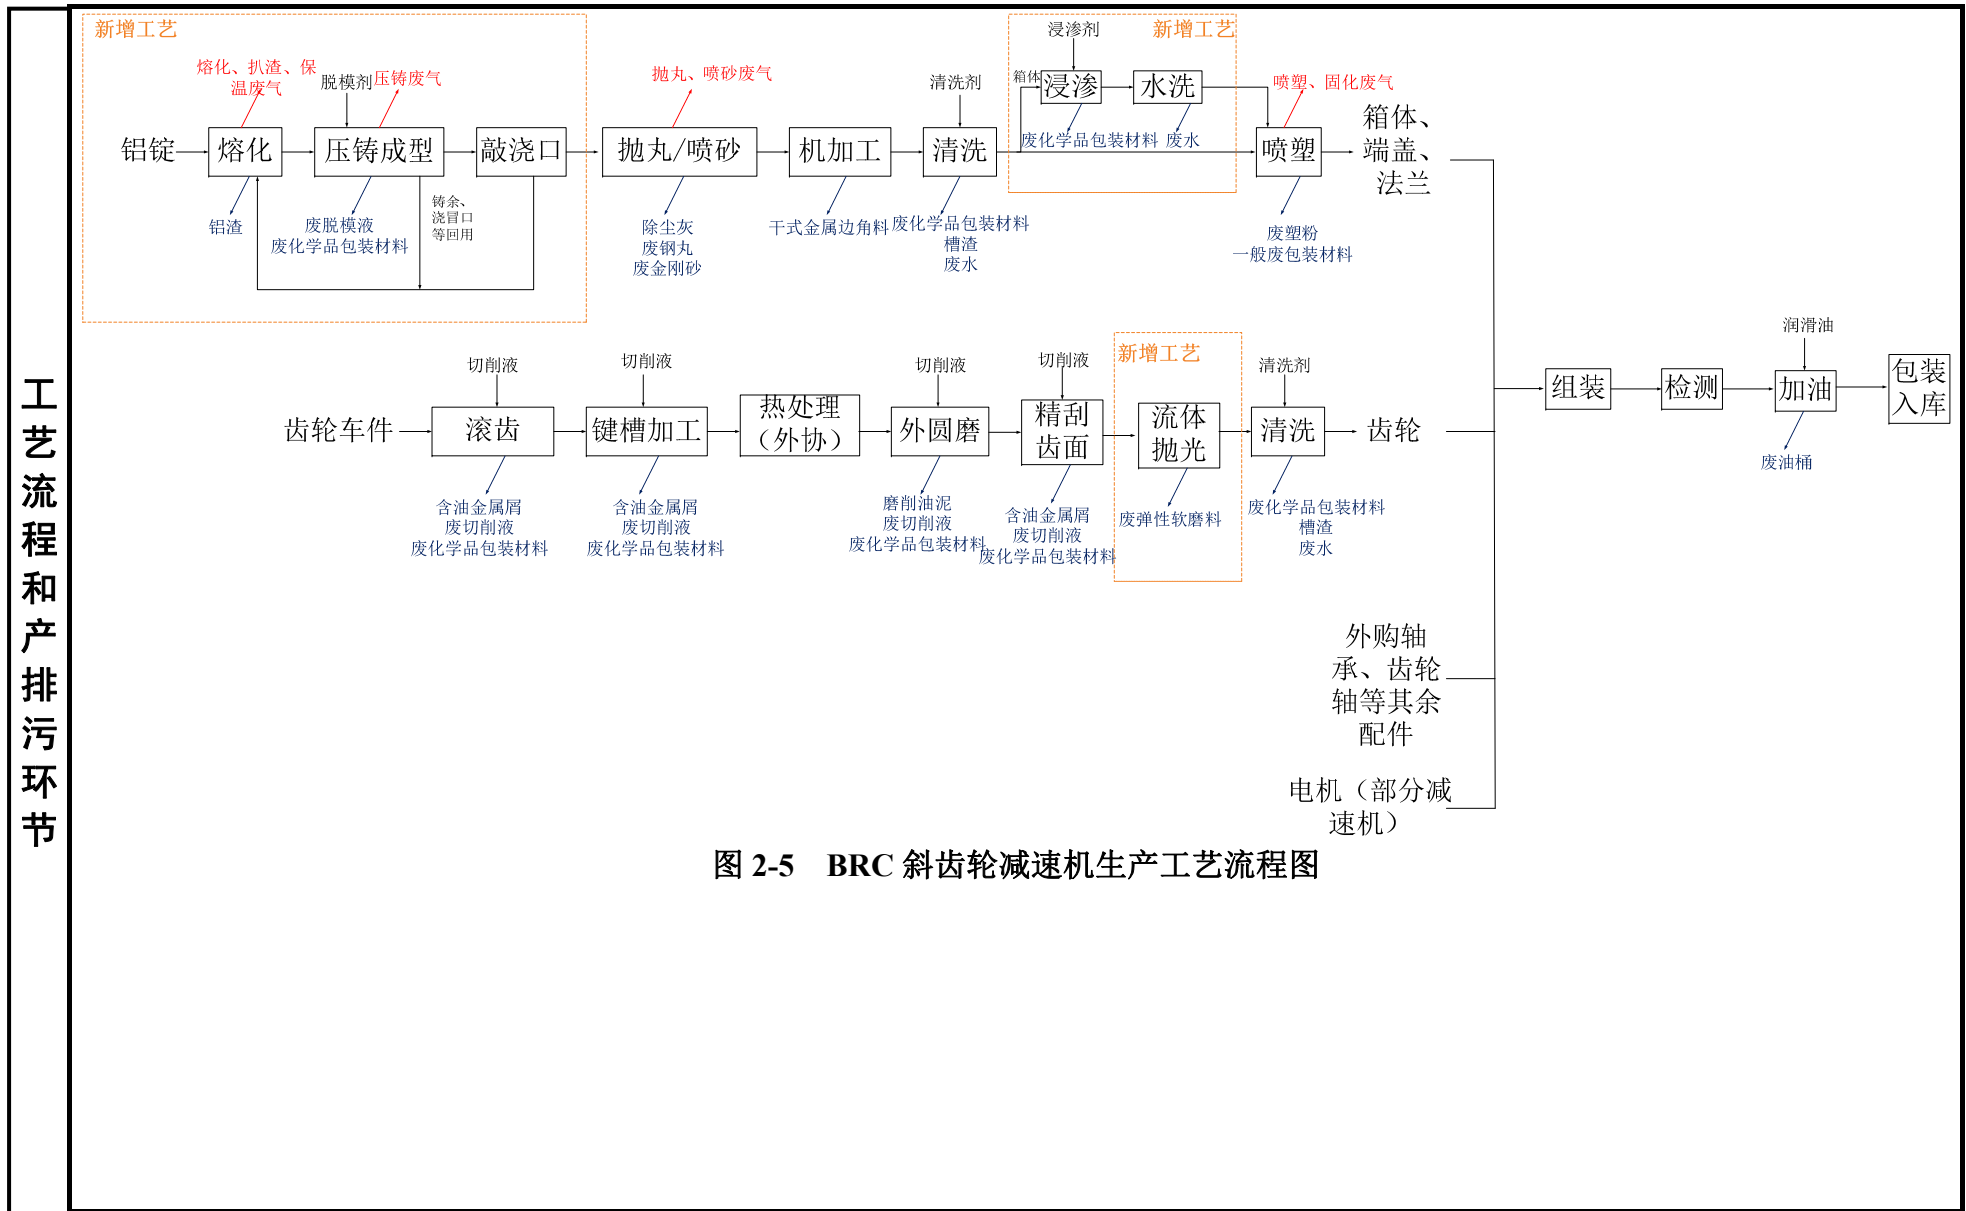 工
艺
流
程
和
产
排
污
环
节
新增工艺
熔化、扒渣、保
温废气
脱模剂
压铸废气
铝锭
熔化
压铸成型
敲浇口
铝渣
废脱模液
废化学品包装材料
铸余、
浇冒口
等回用
抛丸、喷砂废气
抛丸/喷砂
除尘灰
废钢丸
废金刚砂
机加工
干式金属边角料
清洗剂
清洗
废化学品包装材料
槽渣
废水
新增工艺
浸渗剂
箱体
浸渗
水洗
废化学品包装材料
废水
喷塑、固化废气
喷塑
废塑粉
一般废包装材料
箱体、
端盖、
法兰
齿轮车件
切削液
滚齿
含油金属屑
废切削液
废化学品包装材料
切削液
键槽加工
含油金属屑
废切削液
废化学品包装材料
热处理
（外协）
切削液
外圆磨
磨削油泥
废切削液
废化学品包装材料
切削液
精刮
齿面
含油金属屑
废切削液
废化学品包装材料
新增工艺
流体
抛光
废弹性软磨料
清洗剂
清洗
废化学品包装材料
槽渣
废水
齿轮
外购轴
承、齿轮
轴等其余
配件
电机（部分减
速机）
组装
检测
润滑油
加油
废油桶
包装
入库
图 2-5 BRC 斜齿轮减速机生产工艺流程图